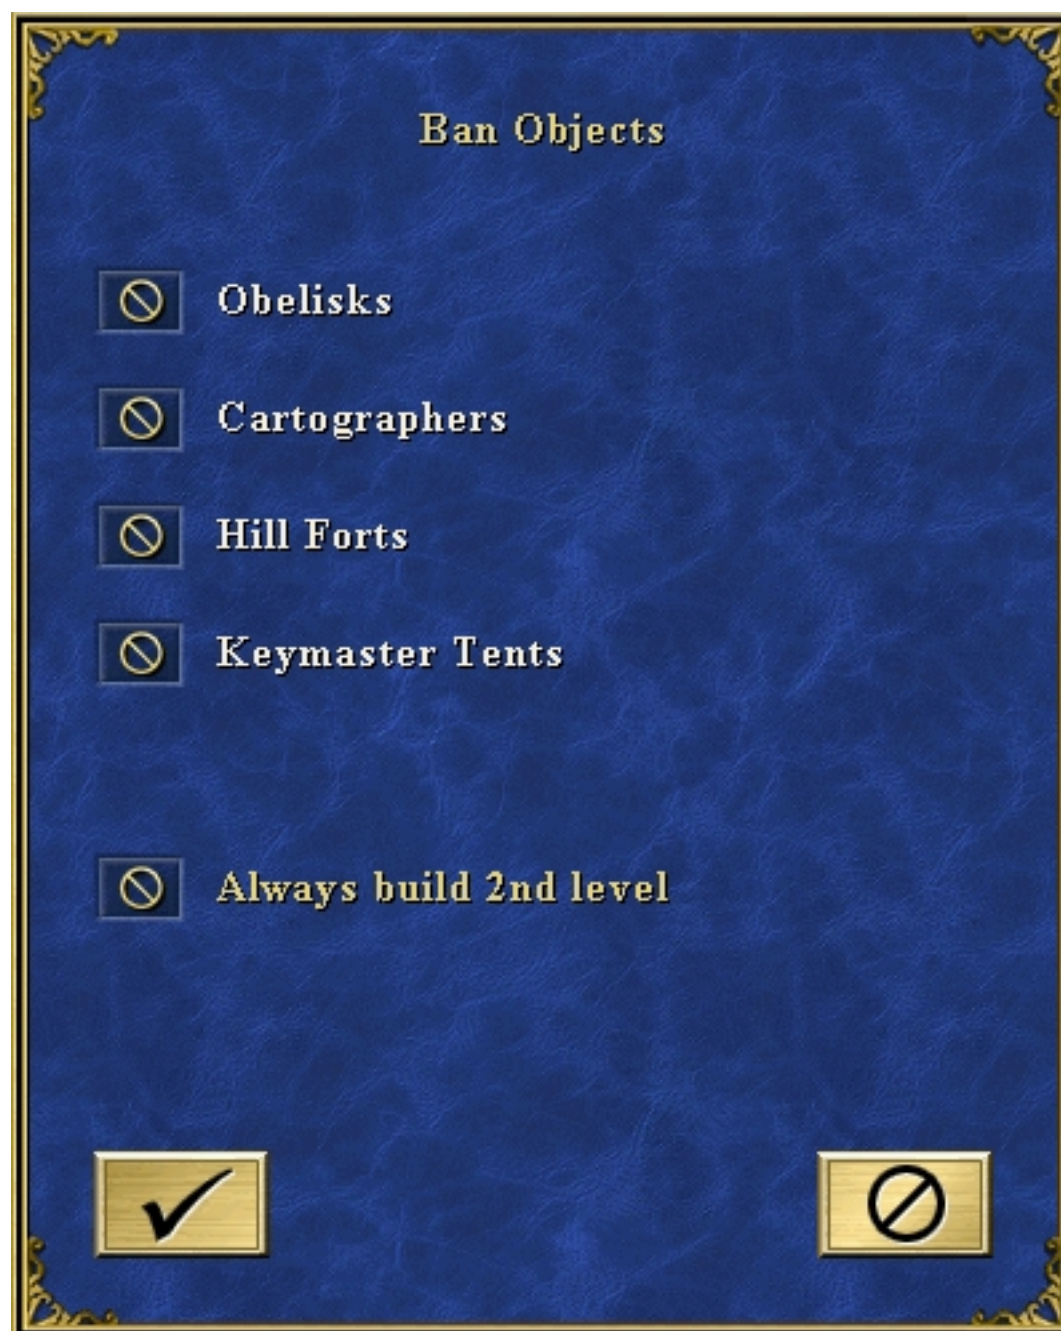 Ban Objects
Obelisks
Cartographers
Hill Forts
Keymaster Tents
Always build 2nd level